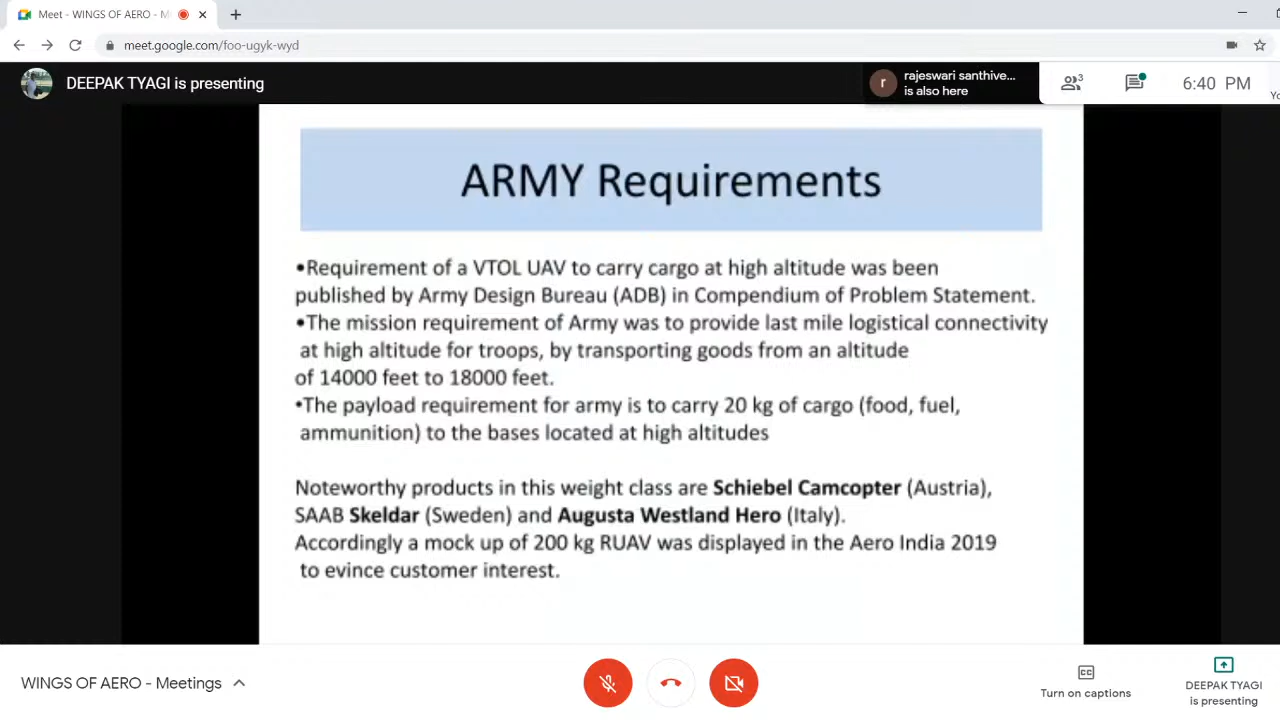 Meet - WINGS OF AERO - M
meet.google.com/foo-ugyk-wyd
DEEPAK TYAGI is presenting
r
rajeswari santhive...
is also here
3
6:40 PM
Yo
ARMY Requirements
•Requirement of a VTOL UAV to carry cargo at high altitude was been
published by Army Design Bureau (ADB) in Compendium of Problem Statement.
•The mission requirement of Army was to provide last mile logistical connectivity
at high altitude for troops, by transporting goods from an altitude
of 14000 feet to 18000 feet.
•The payload requirement for army is to carry 20 kg of cargo (food, fuel,
ammunition) to the bases located at high altitudes
Noteworthy products in this weight class are Schiebel Camcopter (Austria),
SAAB Skeldar (Sweden) and Augusta Westland Hero (Italy).
Accordingly a mock up of 200 kg RUAV was displayed in the Aero India 2019
to evince customer interest.
WINGS OF AERO - Meetings
CC
Turn on captions
DEEPAK TYAGI
is presenting